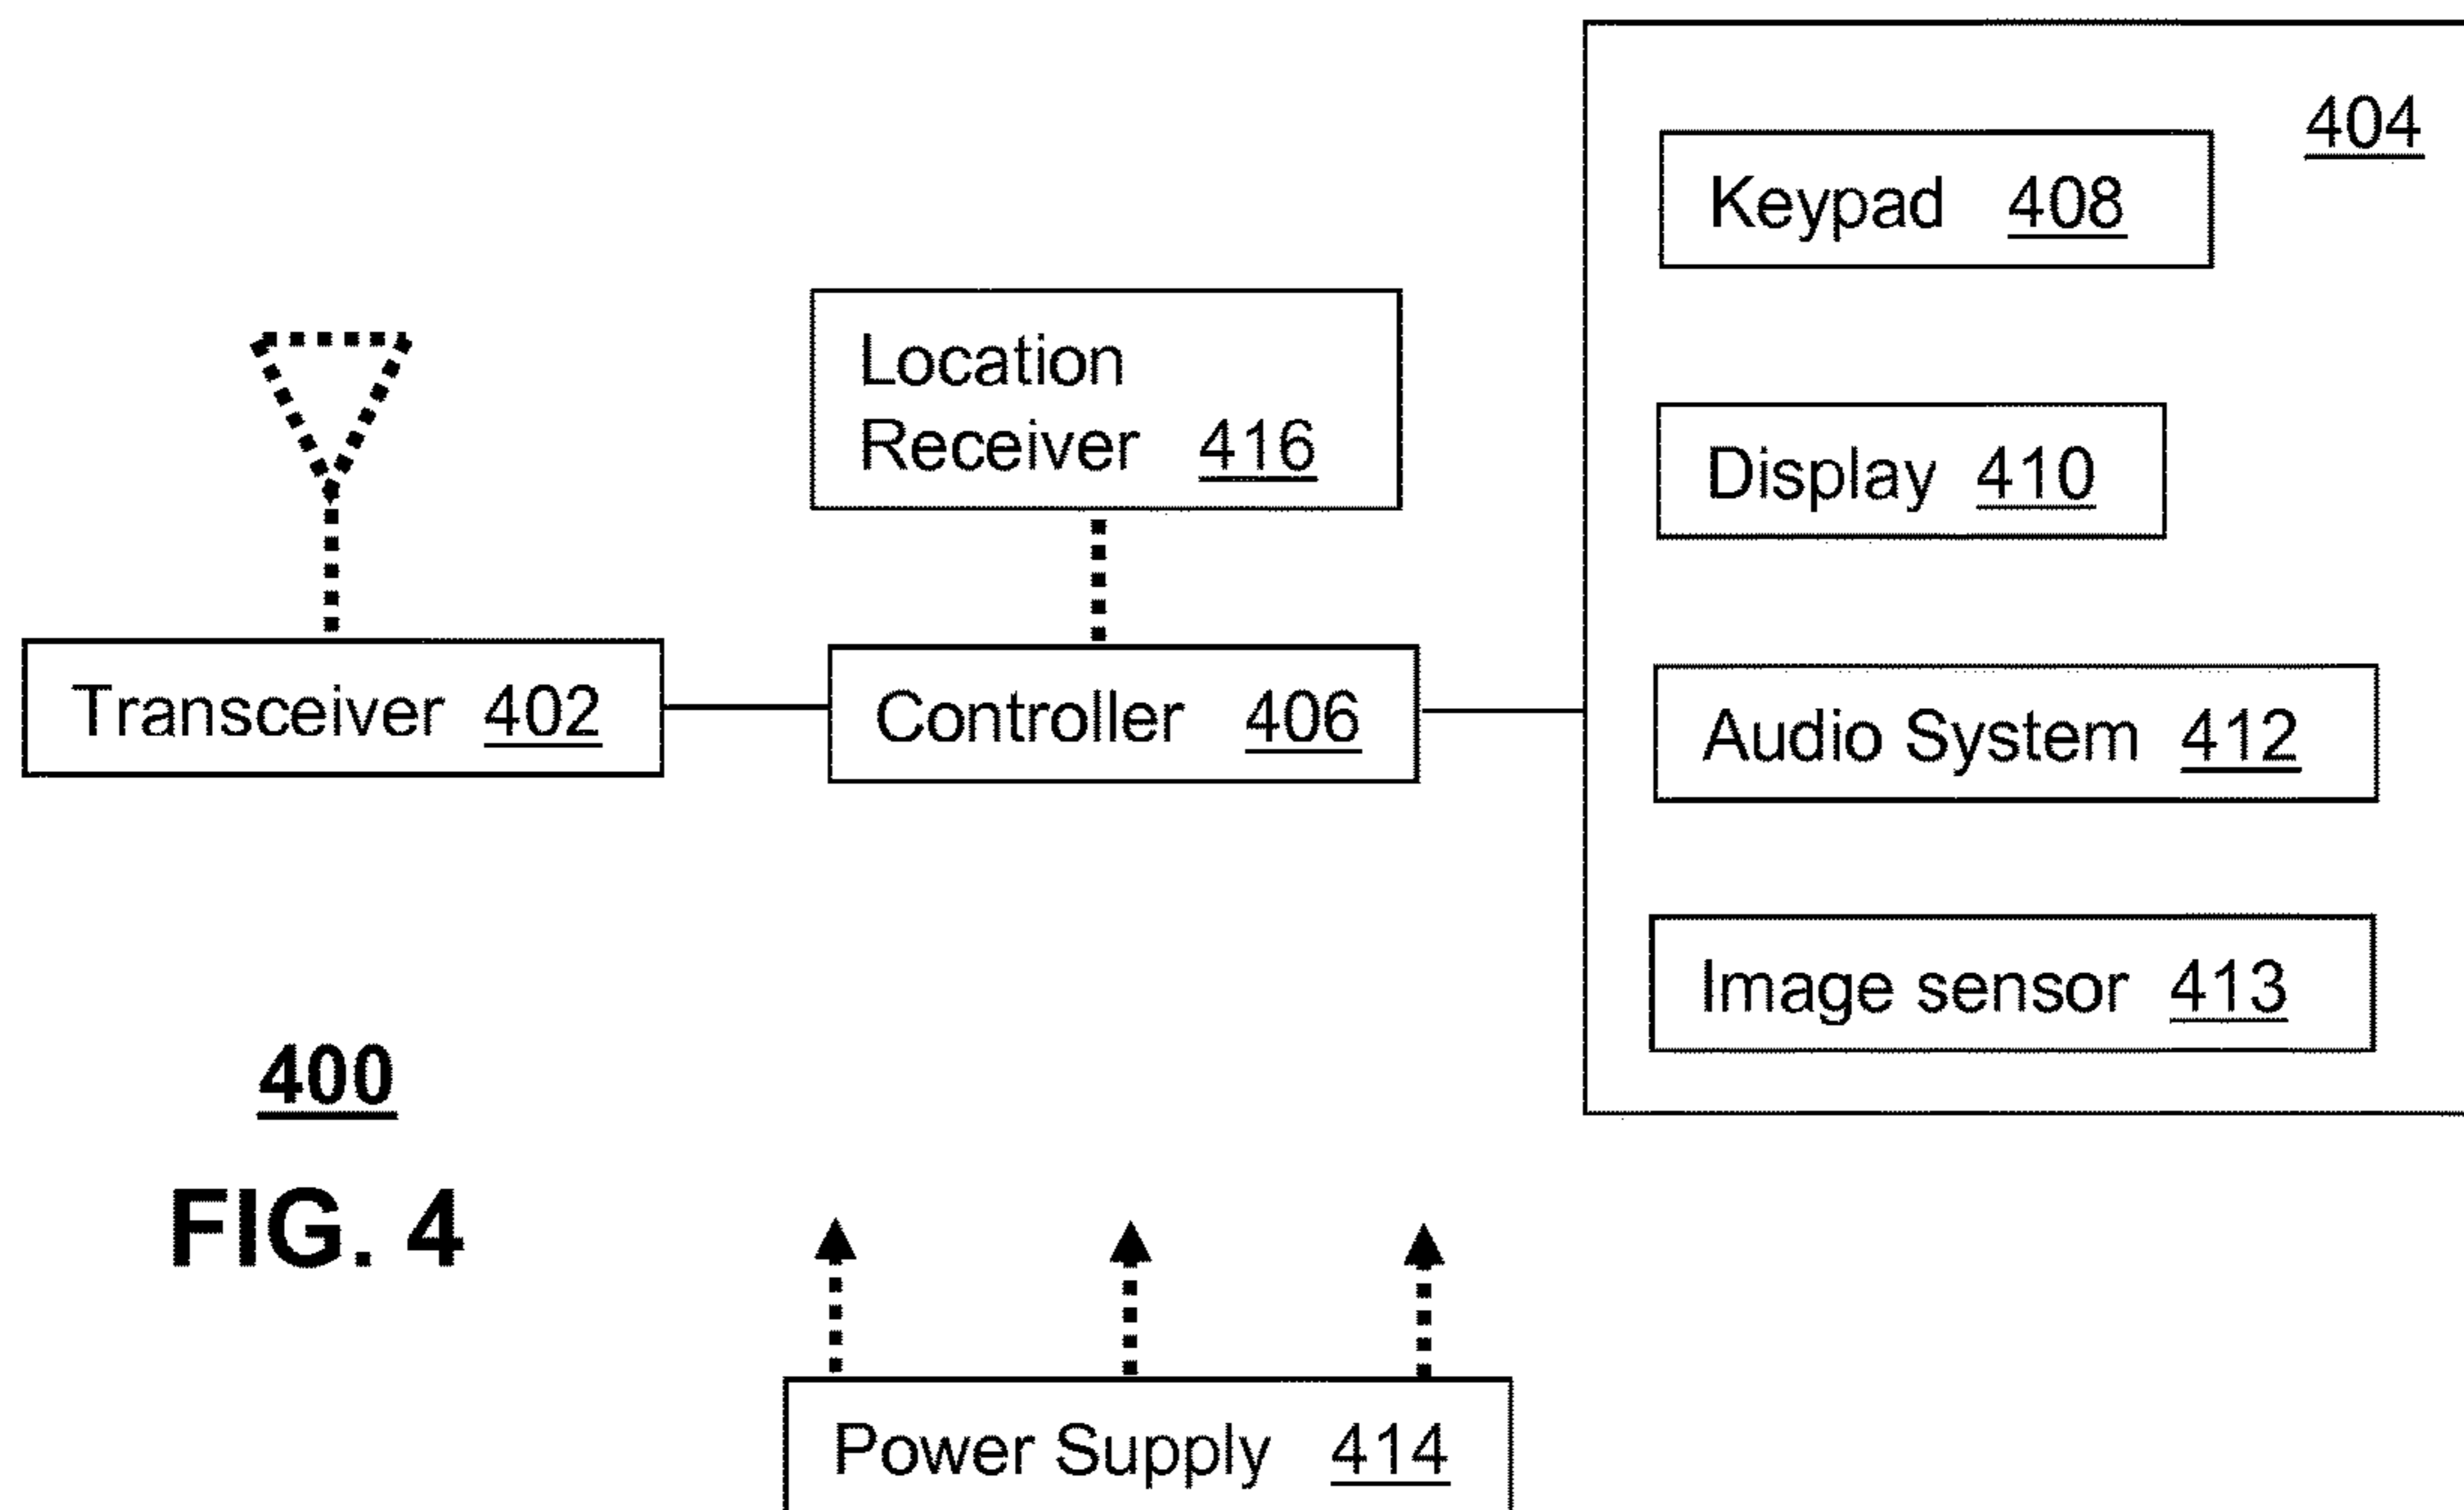 404
Keypad 408
Location
Receiver 416
Display 410
Transceiver 402
Controller 406
Audio System 412
Image sensor 413
400
FIG. 4
Power Supply 414